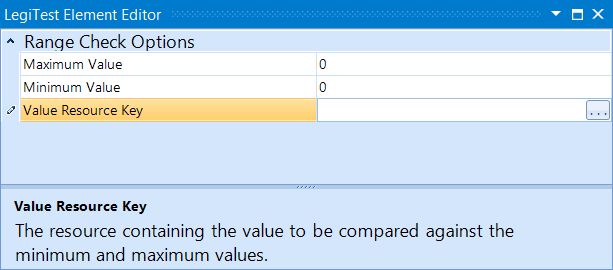 LegiTest Element Editor
Range Check Options
Maximum Value 0
Minimum Value 0
Value Resource Key ...
Value Resource Key
The resource containing the value to be compared against the
minimum and maximum values.